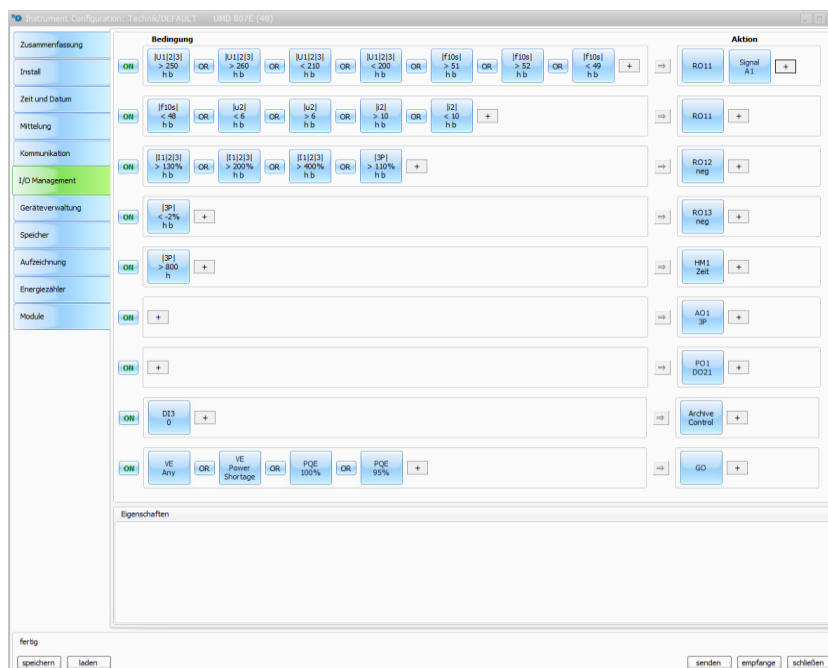 Instrument Configuration: Technik/DEFAULT UMD 807E (4B)
Zusammenfassung
Install
Zeit und Datum
Mittelung
Kommunikation
I/O Management
Geräteverwaltung
Speicher
Aufzeichnung
Energiezähler
Module
Bedingung
Aktion
ON |U1|2|3| > 250 h b OR |U1|2|3| > 260 h b OR |U1|2|3| < 210 h b OR |U1|2|3| < 200 h b OR |f10s| > 51 h b OR |f10s| > 52 h b OR |f10s| < 49 h b + ⇨ RO11 Signal A1 +
ON |f10s| < 48 h b OR |u2| < 6 h b OR |u2| > 6 h b OR |i2| > 10 h b OR |i2| < 10 h b + ⇨ RO11 +
ON |I1|2|3| > 130% h b OR |I1|2|3| > 200% h b OR |I1|2|3| > 400% h b OR |3P| > 110% h b + ⇨ RO12 neg +
ON |3P| < -2% h b + ⇨ RO13 neg +
ON |3P| > 800 h + ⇨ HM1 Zeit +
ON + ⇨ AO1 3P +
ON + ⇨ PO1 DO21 +
ON DI3 0 + ⇨ Archive Control +
ON VE Any OR VE Power Shortage OR PQE 100% OR PQE 95% + ⇨ GO +
Eigenschaften
fertig
speichern laden senden empfange schließen